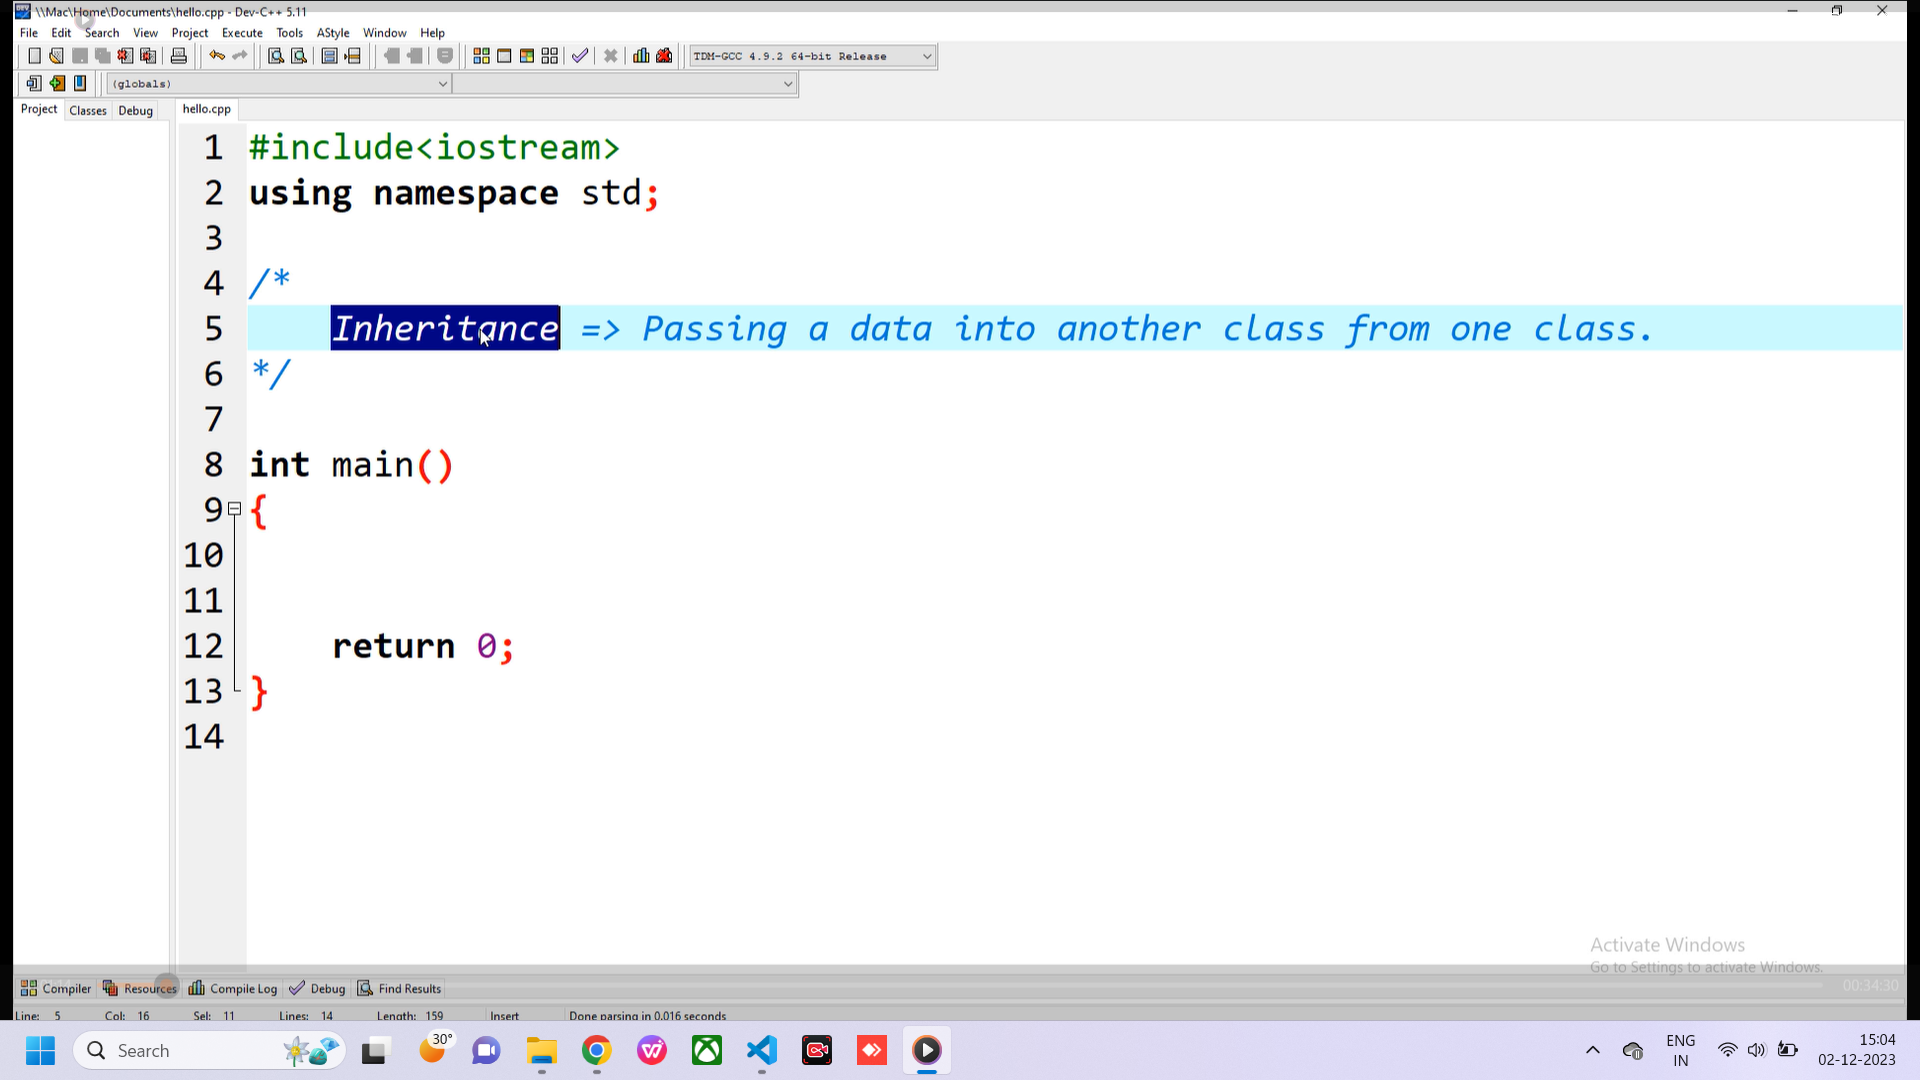 \\Mac\Home\Documents\hello.cpp - Dev-C++ 5.11
File Edit Search View Project Execute Tools AStyle Window Help
TDM-GCC 4.9.2 64-bit Release
(globals)
Project Classes Debug hello.cpp
1 #include<iostream>
2 using namespace std;
3
4 /*
5 Inheritance => Passing a data into another class from one class.
6 */
7
8 int main()
9 {
10
11
12 return 0;
13 }
14
Activate Windows
Go to Settings to activate Windows.
Compiler Resources Compile Log Debug Find Results
00:34:30
Line: 5 Col: 16 Sel: 11 Lines: 14 Length: 159 Insert Done parsing in 0.016 seconds
Search
30°
ENG
IN
15:04
02-12-2023